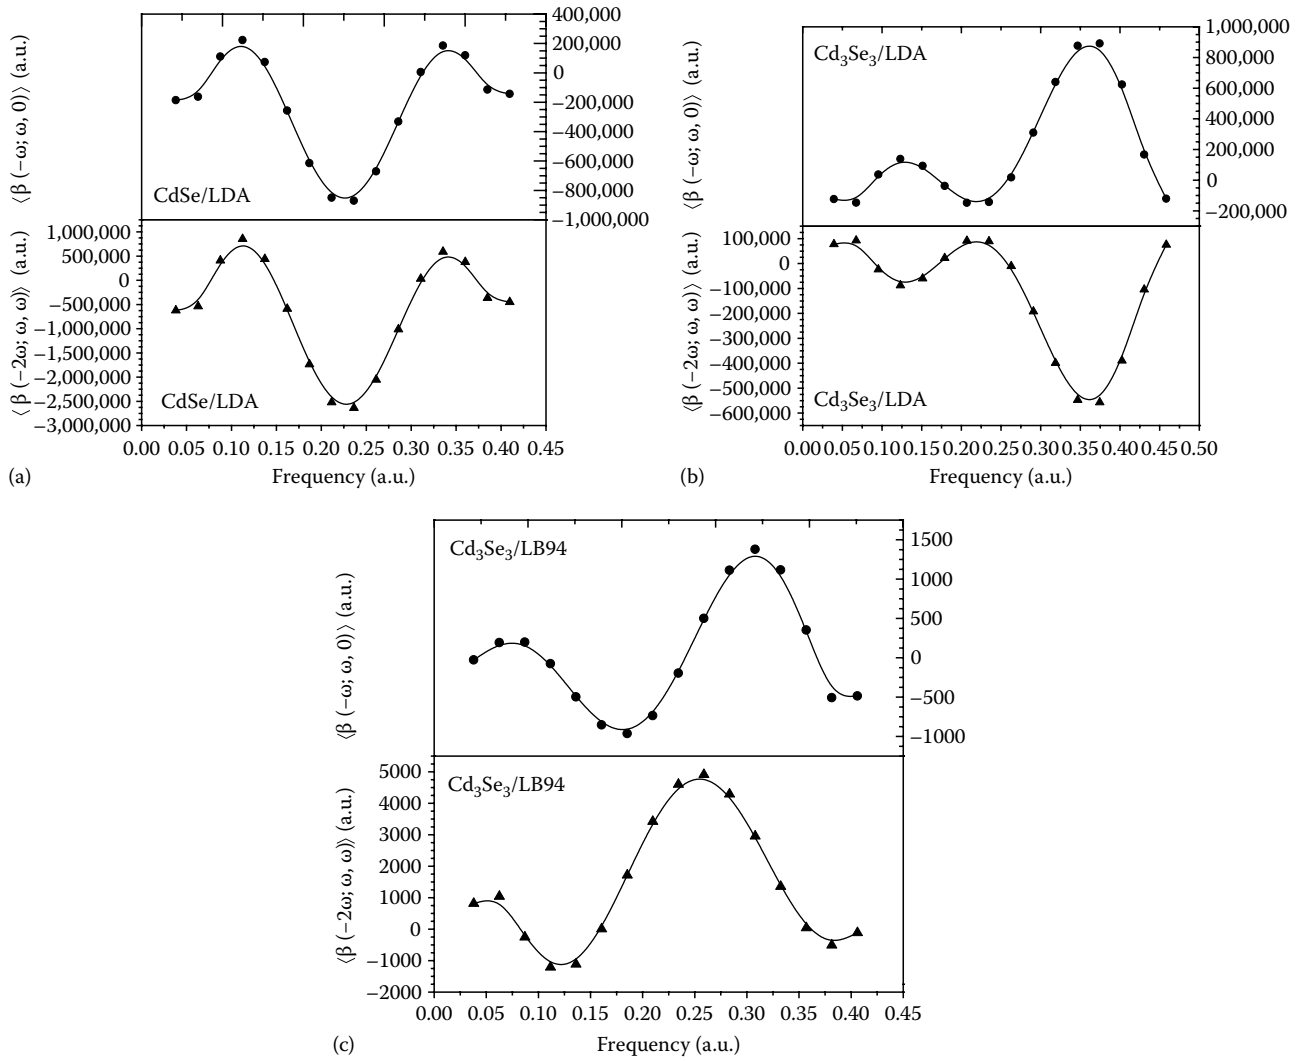 (a)
⟨β (−ω; ω, 0)⟩ (a.u.)
400,000
200,000
0
−200,000
−400,000
−600,000
−800,000
−1,000,000
CdSe/LDA
⟨β (−2ω; ω, ω)⟩ (a.u.)
1,000,000
500,000
0
−500,000
−1,000,000
−1,500,000
−2,000,000
−2,500,000
−3,000,000
CdSe/LDA
0.00 0.05 0.10 0.15 0.20 0.25 0.30 0.35 0.40 0.45
Frequency (a.u.)
(b)
⟨β (−ω; ω, 0)⟩ (a.u.)
1,000,000
800,000
600,000
400,000
200,000
0
−200,000
Cd₃Se₃/LDA
⟨β (−2ω; ω, ω)⟩ (a.u.)
100,000
0
−100,000
−200,000
−300,000
−400,000
−500,000
−600,000
Cd₃Se₃/LDA
0.00 0.05 0.10 0.15 0.20 0.25 0.30 0.35 0.40 0.45 0.50
Frequency (a.u.)
(c)
⟨β (−ω; ω, 0)⟩ (a.u.)
1500
1000
500
0
−500
−1000
Cd₃Se₃/LB94
⟨β (−2ω; ω, ω)⟩ (a.u.)
5000
4000
3000
2000
1000
0
−1000
−2000
Cd₃Se₃/LB94
0.00 0.05 0.10 0.15 0.20 0.25 0.30 0.35 0.40 0.45
Frequency (a.u.)